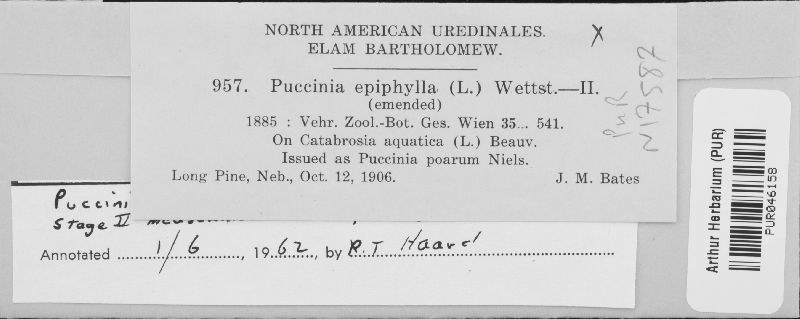 NORTH AMERICAN UREDINALES.
ELAM BARTHOLOMEW.
X
957. Puccinia epiphylla (L.) Wettst.—II.
(emended)
1885 : Vehr. Zool.-Bot. Ges. Wien 35... 541.
On Catabrosia aquatica (L.) Beauv.
Issued as Puccinia poarum Niels.
Long Pine, Neb., Oct. 12, 1906. J. M. Bates
PUR
N17587
Puccini
Stage II
Annotated 1/6, 1962, by R.T. Haard
Arthur Herbarium (PUR)
PUR046158